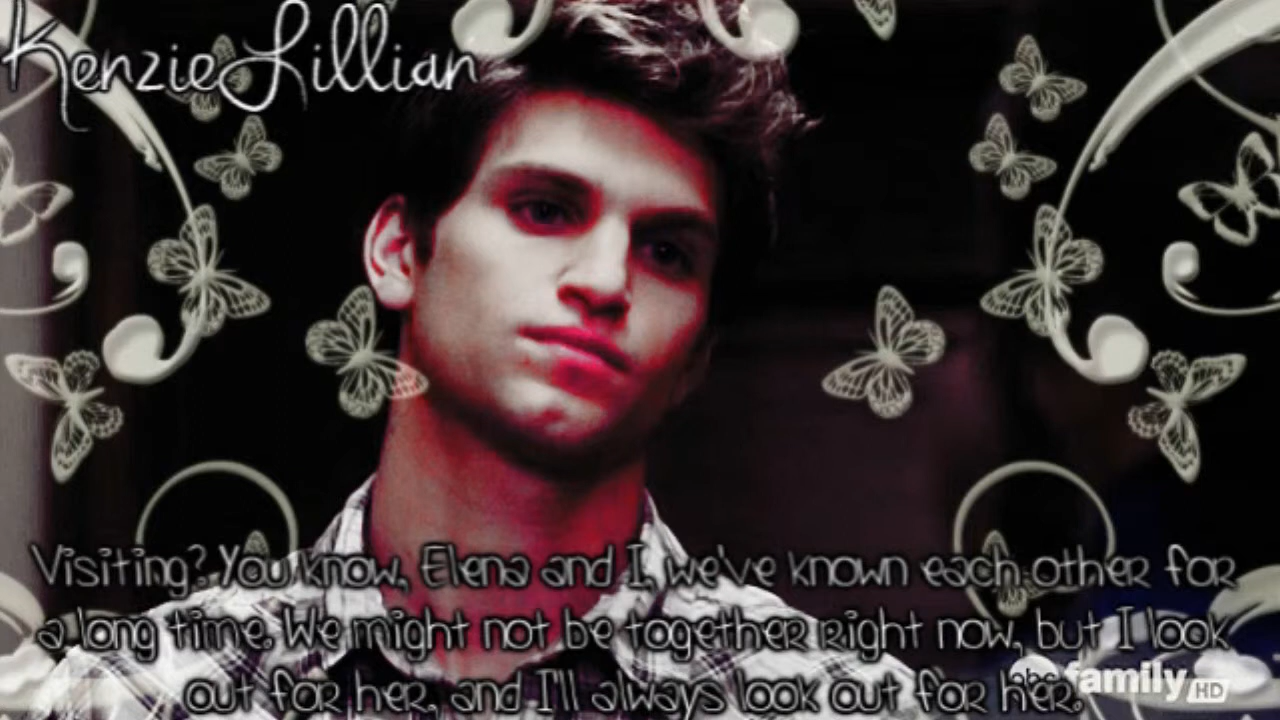 KenzieLillian
Visiting? You know, Elena and I, we've known each other for
a long time. We might not be together right now, but I look
out for her, and I'll always look out for her.
abc family HD